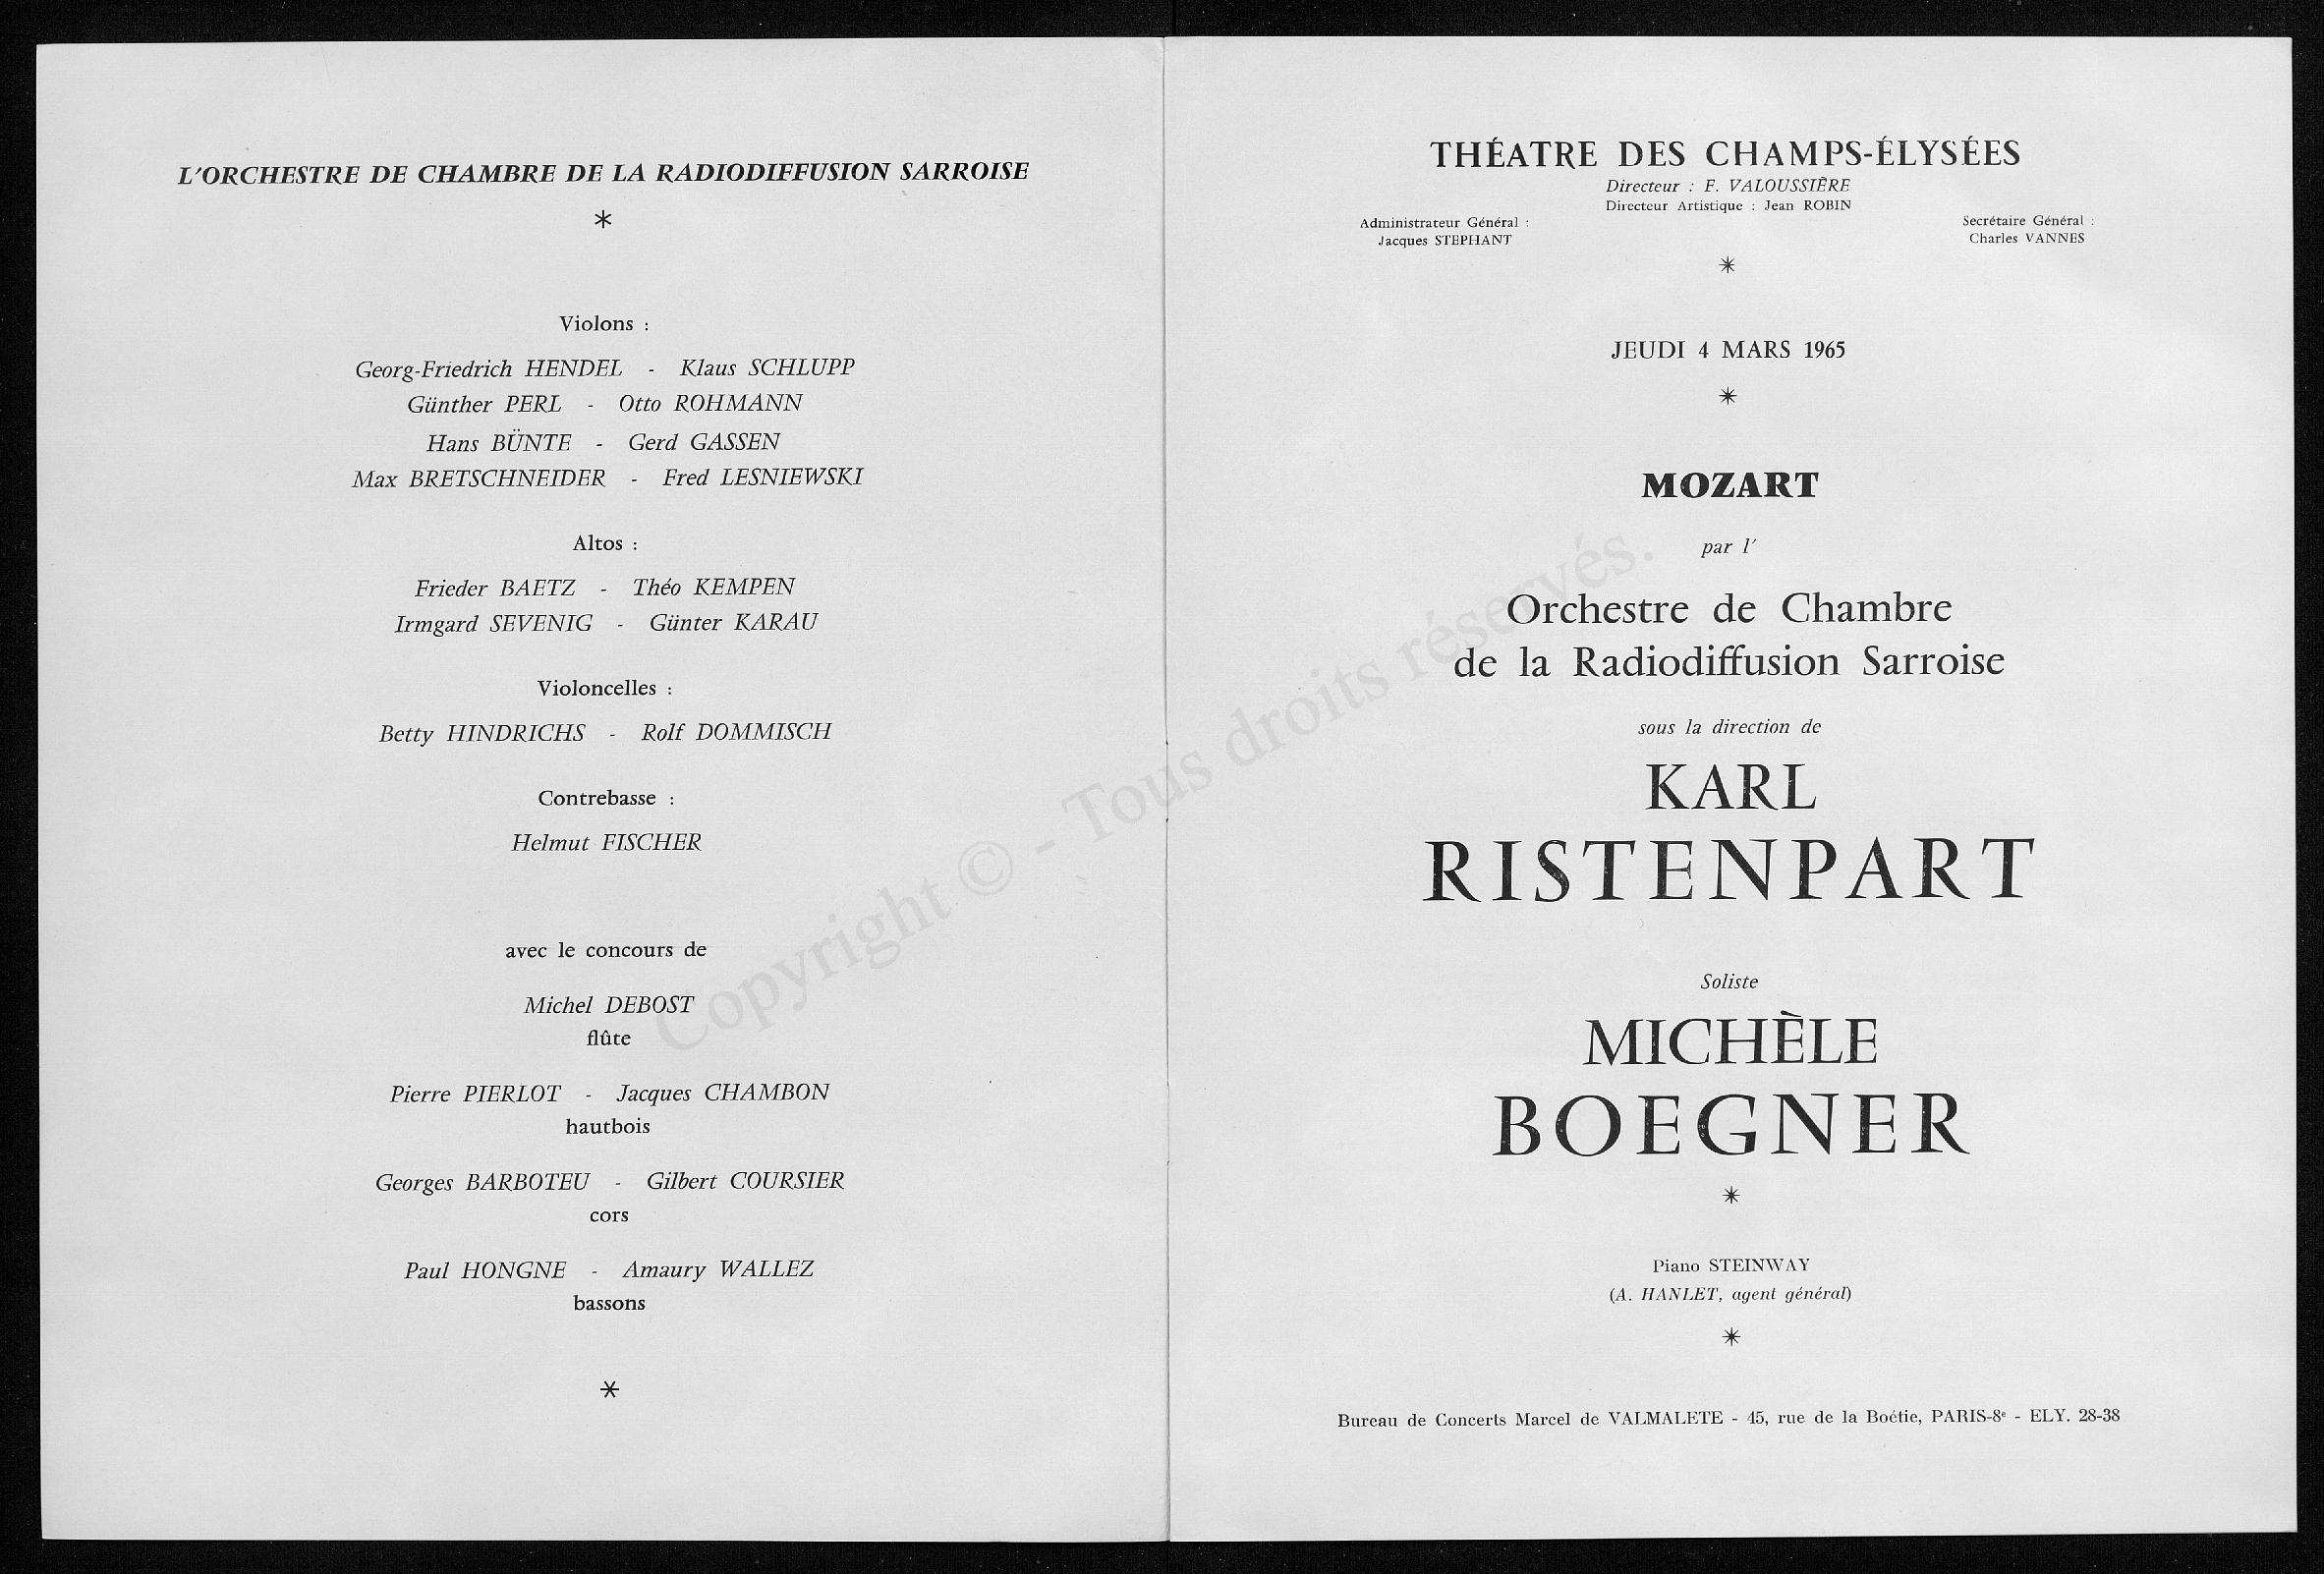 L'ORCHESTRE DE CHAMBRE DE LA RADIODIFFUSION SARROISE
*
Violons :
Georg-Friedrich HENDEL - Klaus SCHLUPP
Günther PERL - Otto ROHMANN
Hans BÜNTE - Gerd GASSEN
Max BRETSCHNEIDER - Fred LESNIEWSKI
Altos :
Frieder BAETZ - Théo KEMPEN
Irmgard SEVENIG - Günter KARAU
Violoncelles :
Betty HINDRICHS - Rolf DOMMISCH
Contrebasse :
Helmut FISCHER
avec le concours de
Michel DEBOST
flûte
Pierre PIERLOT - Jacques CHAMBON
hautbois
Georges BARBOTEU - Gilbert COURSIER
cors
Paul HONGNE - Amaury WALLEZ
bassons
*
THÉATRE DES CHAMPS-ÉLYSÉES
Directeur : F. VALOUSSIÈRE
Directeur Artistique : Jean ROBIN
Administrateur Général :
Jacques STEPHANT
Secrétaire Général :
Charles VANNES
*
JEUDI 4 MARS 1965
*
MOZART
par l'
Orchestre de Chambre
de la Radiodiffusion Sarroise
sous la direction de
KARL
RISTENPART
Soliste
MICHÈLE
BOEGNER
*
Piano STEINWAY
(A. HANLET, agent général)
*
Bureau de Concerts Marcel de VALMALETE - 45, rue de la Boétie, PARIS-8e - ELY. 28-38
Copyright © - Tous droits réservés.